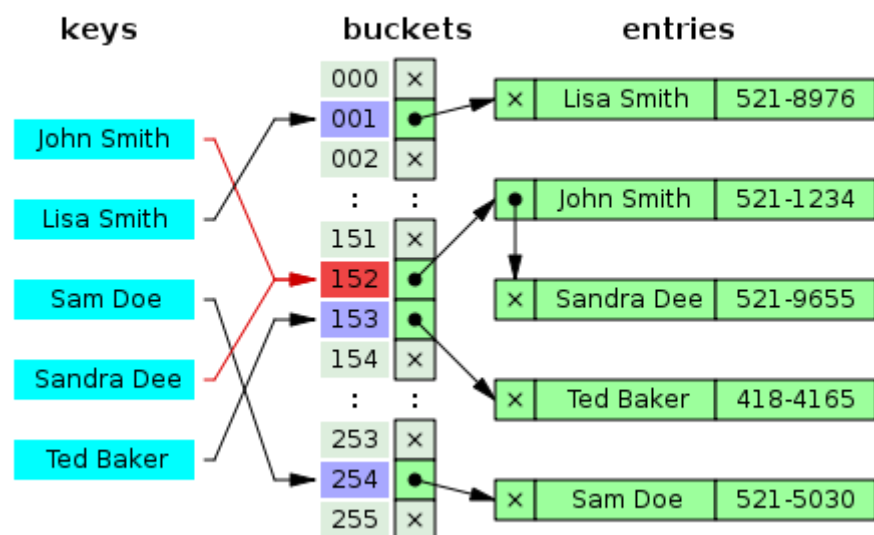 keys buckets entries
000 ×
Lisa Smith 521-8976
×
001
John Smith
002 ×
John Smith 521-1234
: :
Lisa Smith
151 ×
152
Sam Doe
× Sandra Dee 521-9655
153
154 ×
Sandra Dee
× Ted Baker 418-4165
: :
253 ×
Ted Baker
254
× Sam Doe 521-5030
255 ×